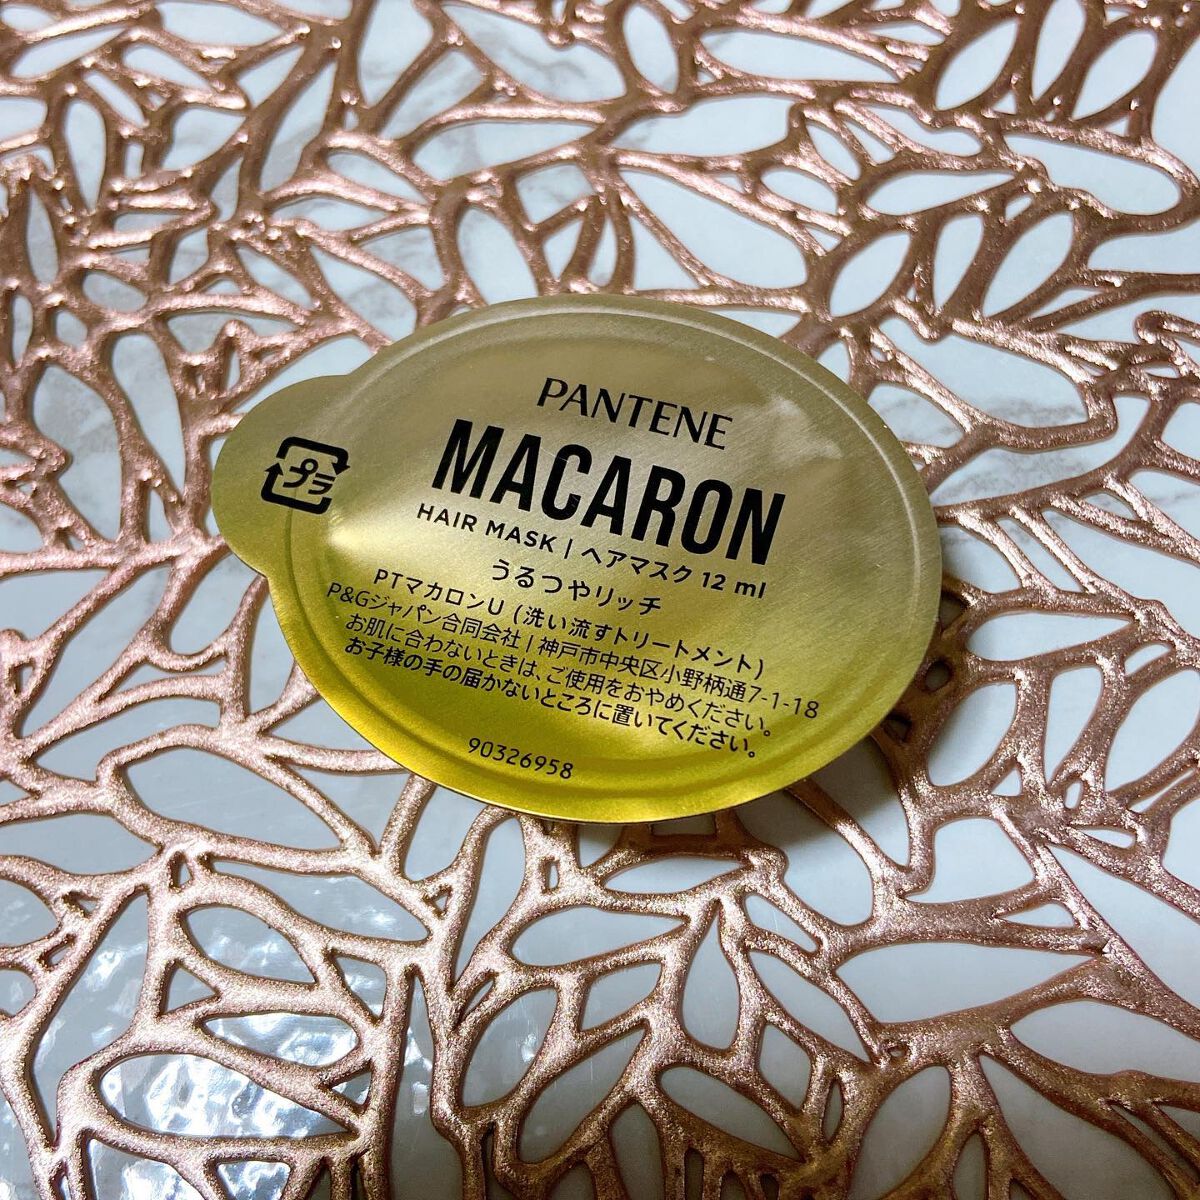 PANTENE
MACARON
HAIR MASK | ヘアマスク 12 ml
うるつやリッチ
PTマカロンU (洗い流すトリートメント)
P&Gジャパン合同会社 | 神戸市中央区小野柄通7-1-18
お肌に合わないときは、ご使用をおやめください。
お子様の手の届かないところに置いてください。
90326958
プラ